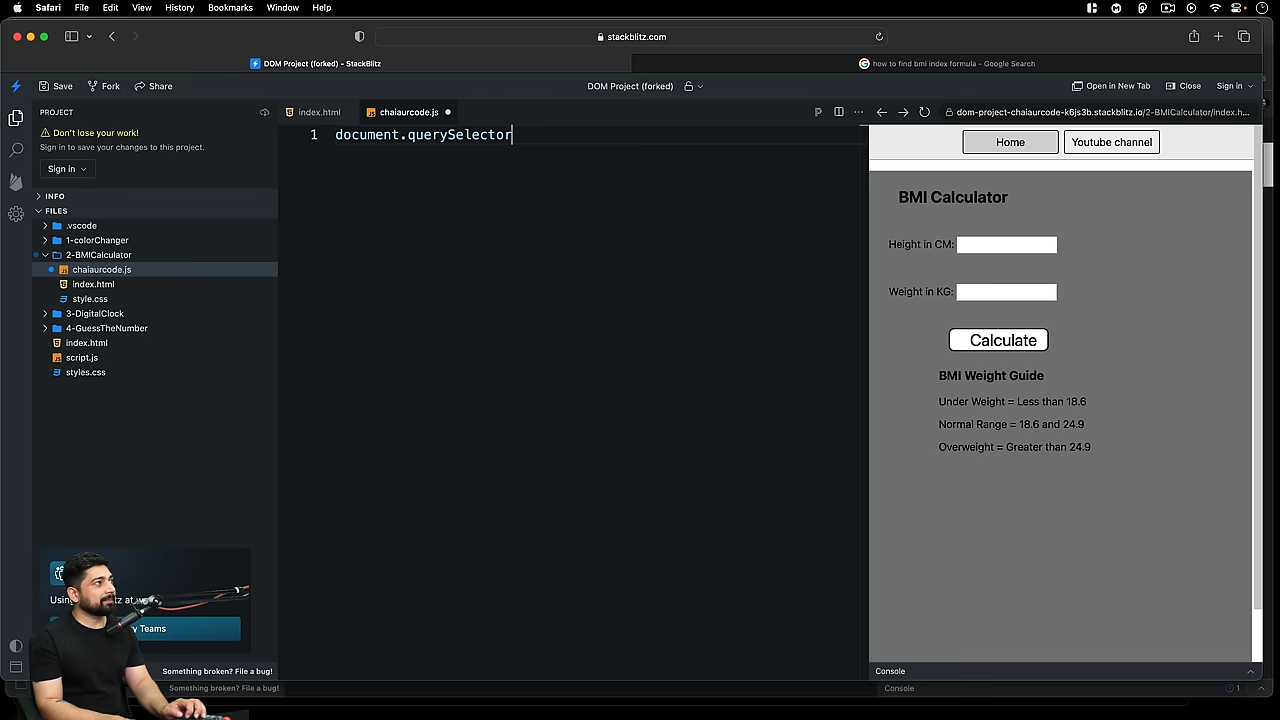 Safari File Edit View History Bookmarks Window Help
stackblitz.com
DOM Project (forked) - StackBlitz
how to find bmi index formula - Google Search
Save Fork Share
DOM Project (forked)
Open in New Tab Close Sign in
PROJECT
index.html
chaiaurcode.js
dom-project-chaiaurcode-k6js3b.stackblitz.io/2-BMICalculator/index.h...
Don't lose your work!
Sign in to save your changes to this project.
Sign in
INFO
FILES
.vscode
1-colorChanger
2-BMICalculator
chaiaurcode.js
index.html
style.css
3-DigitalClock
4-GuessTheNumber
index.html
script.js
styles.css
1 document.querySelector
Home Youtube channel
BMI Calculator
Height in CM:
Weight in KG:
Calculate
BMI Weight Guide
Under Weight = Less than 18.6
Normal Range = 18.6 and 24.9
Overweight = Greater than 24.9
Teams
Something broken? File a bug!
Something broken? File a bug!
Console
Console
1